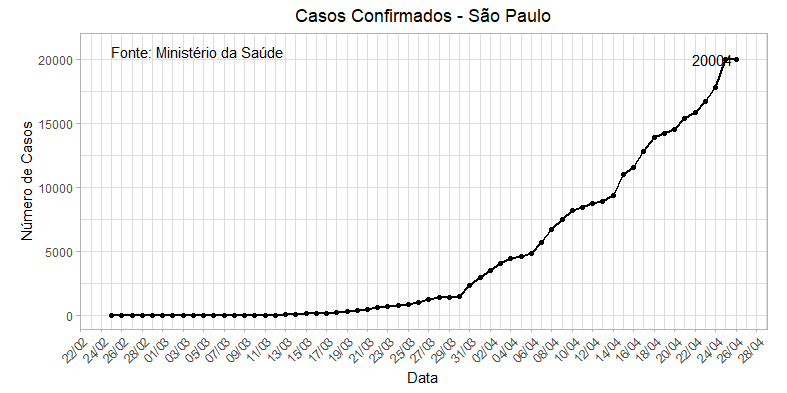 Casos Confirmados - São Paulo
Fonte: Ministério da Saúde
20004
Número de Casos
20000
15000
10000
5000
0
22/02 24/02 26/02 28/02 01/03 03/03 05/03 07/03 09/03 11/03 13/03 15/03 17/03 19/03 21/03 23/03 25/03 27/03 29/03 31/03 02/04 04/04 06/04 08/04 10/04 12/04 14/04 16/04 18/04 20/04 22/04 24/04 26/04 28/04
Data